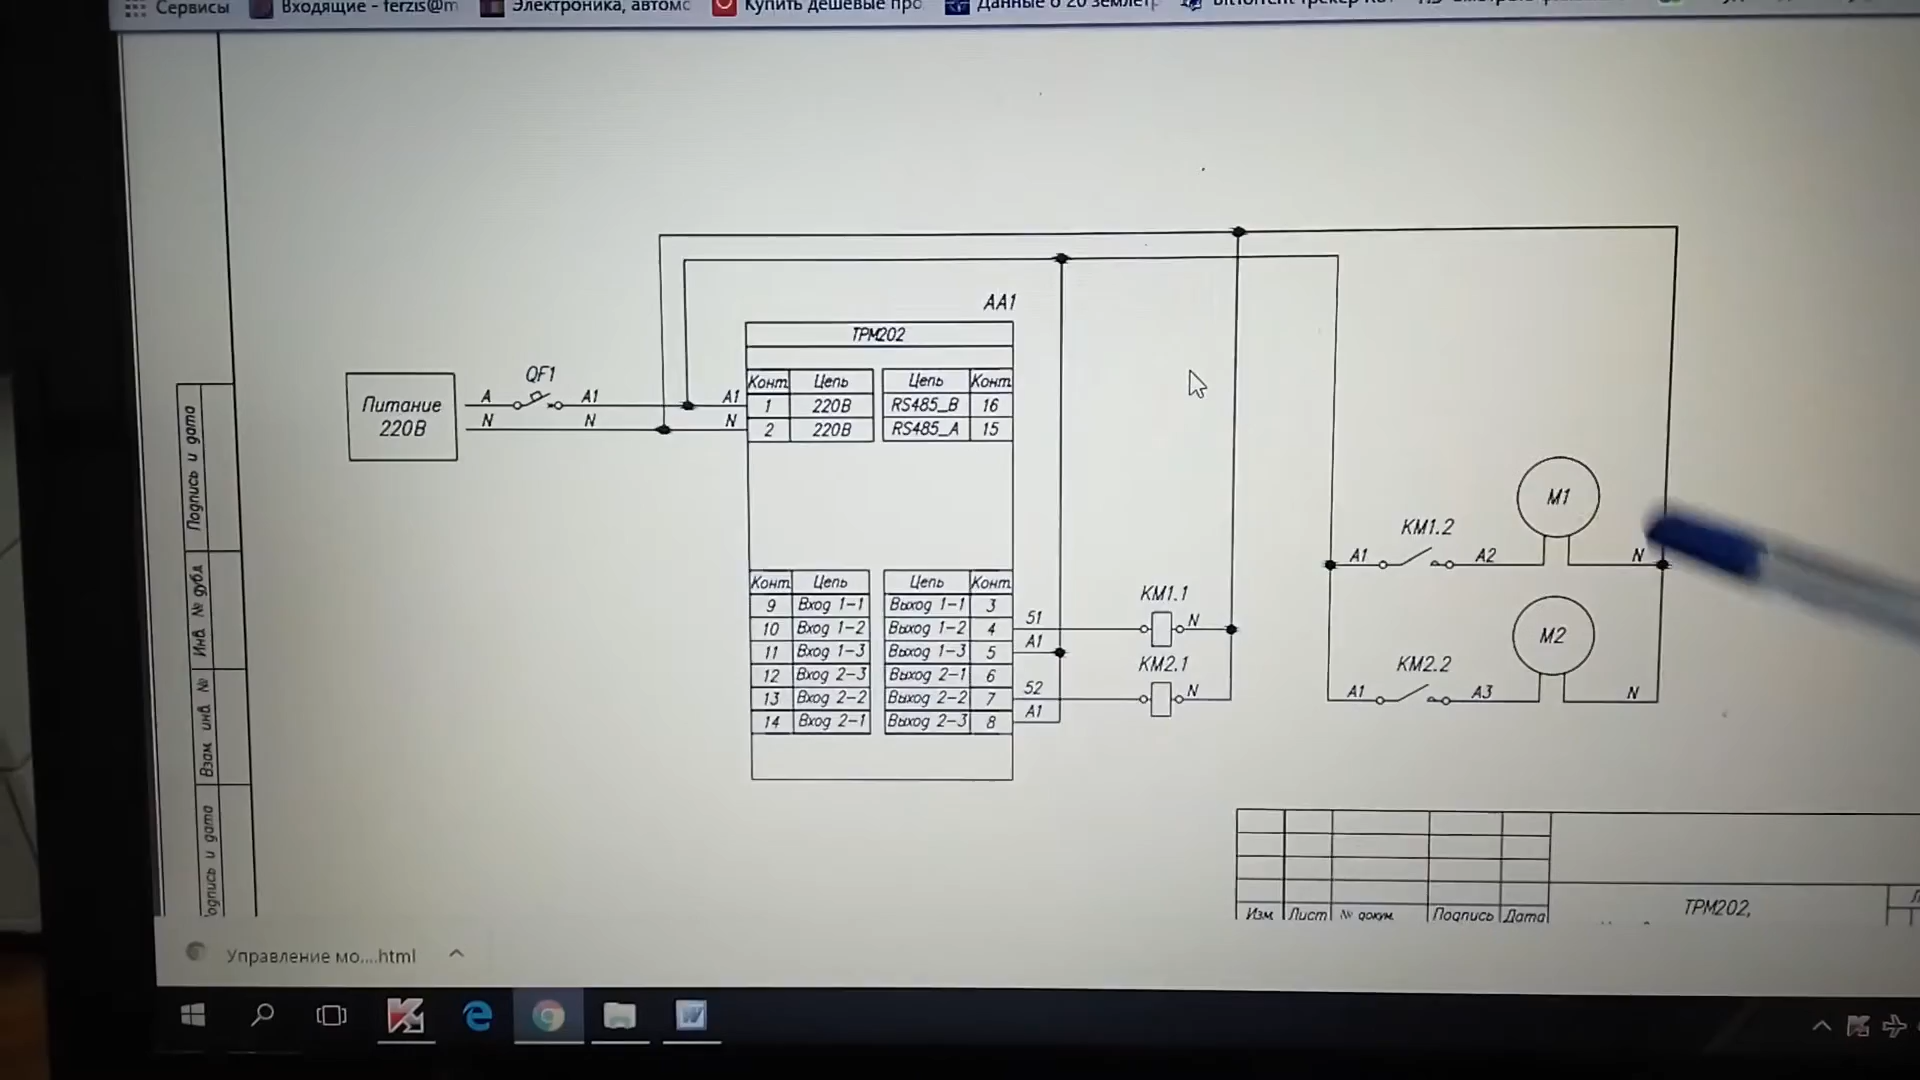 Сервисы
Входящие - ferzis@m
Электроника, автомо
Купить дешевые про
Данные о 20 землетр
AA1
ТРМ202
QF1
Питание
220В
A
A1
A1
N
N
N
Конт
Цепь
Цепь
Конт
1
220В
RS485_B
16
2
220В
RS485_A
15
Конт
Цепь
Цепь
Конт
9
Вход 1-1
Выход 1-1
3
10
Вход 1-2
Выход 1-2
4
11
Вход 1-3
Выход 1-3
5
12
Вход 2-3
Выход 2-1
6
13
Вход 2-2
Выход 2-2
7
14
Вход 2-1
Выход 2-3
8
51
A1
52
A1
KM1.1
N
KM2.1
N
M1
KM1.2
A1
A2
N
M2
KM2.2
A1
A3
N
Подпись и дата
Инв. № дубл.
Взам. инв. №
одпись и дата
Изм
Лист
№ докум.
Подпись
Дата
ТРМ202,
Управление мо....html